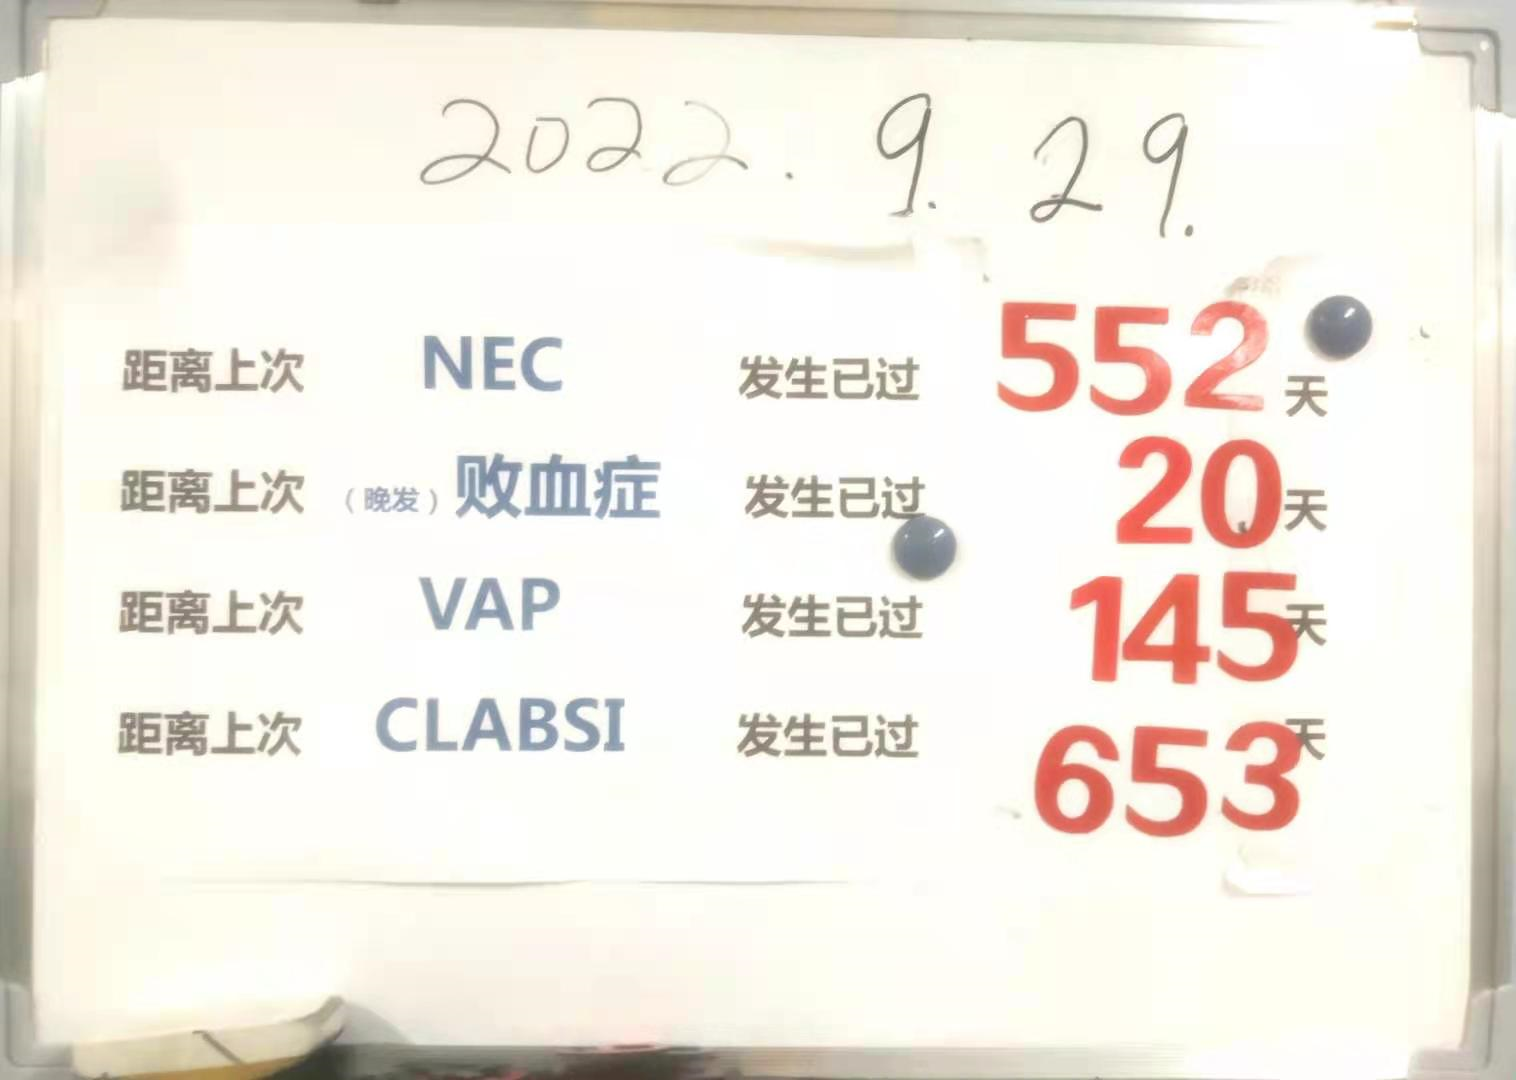 2022. 9. 29.
距离上次 NEC 发生已过 552 天
距离上次 （晚发）败血症 发生已过 20 天
距离上次 VAP 发生已过 145 天
距离上次 CLABSI 发生已过 653 天